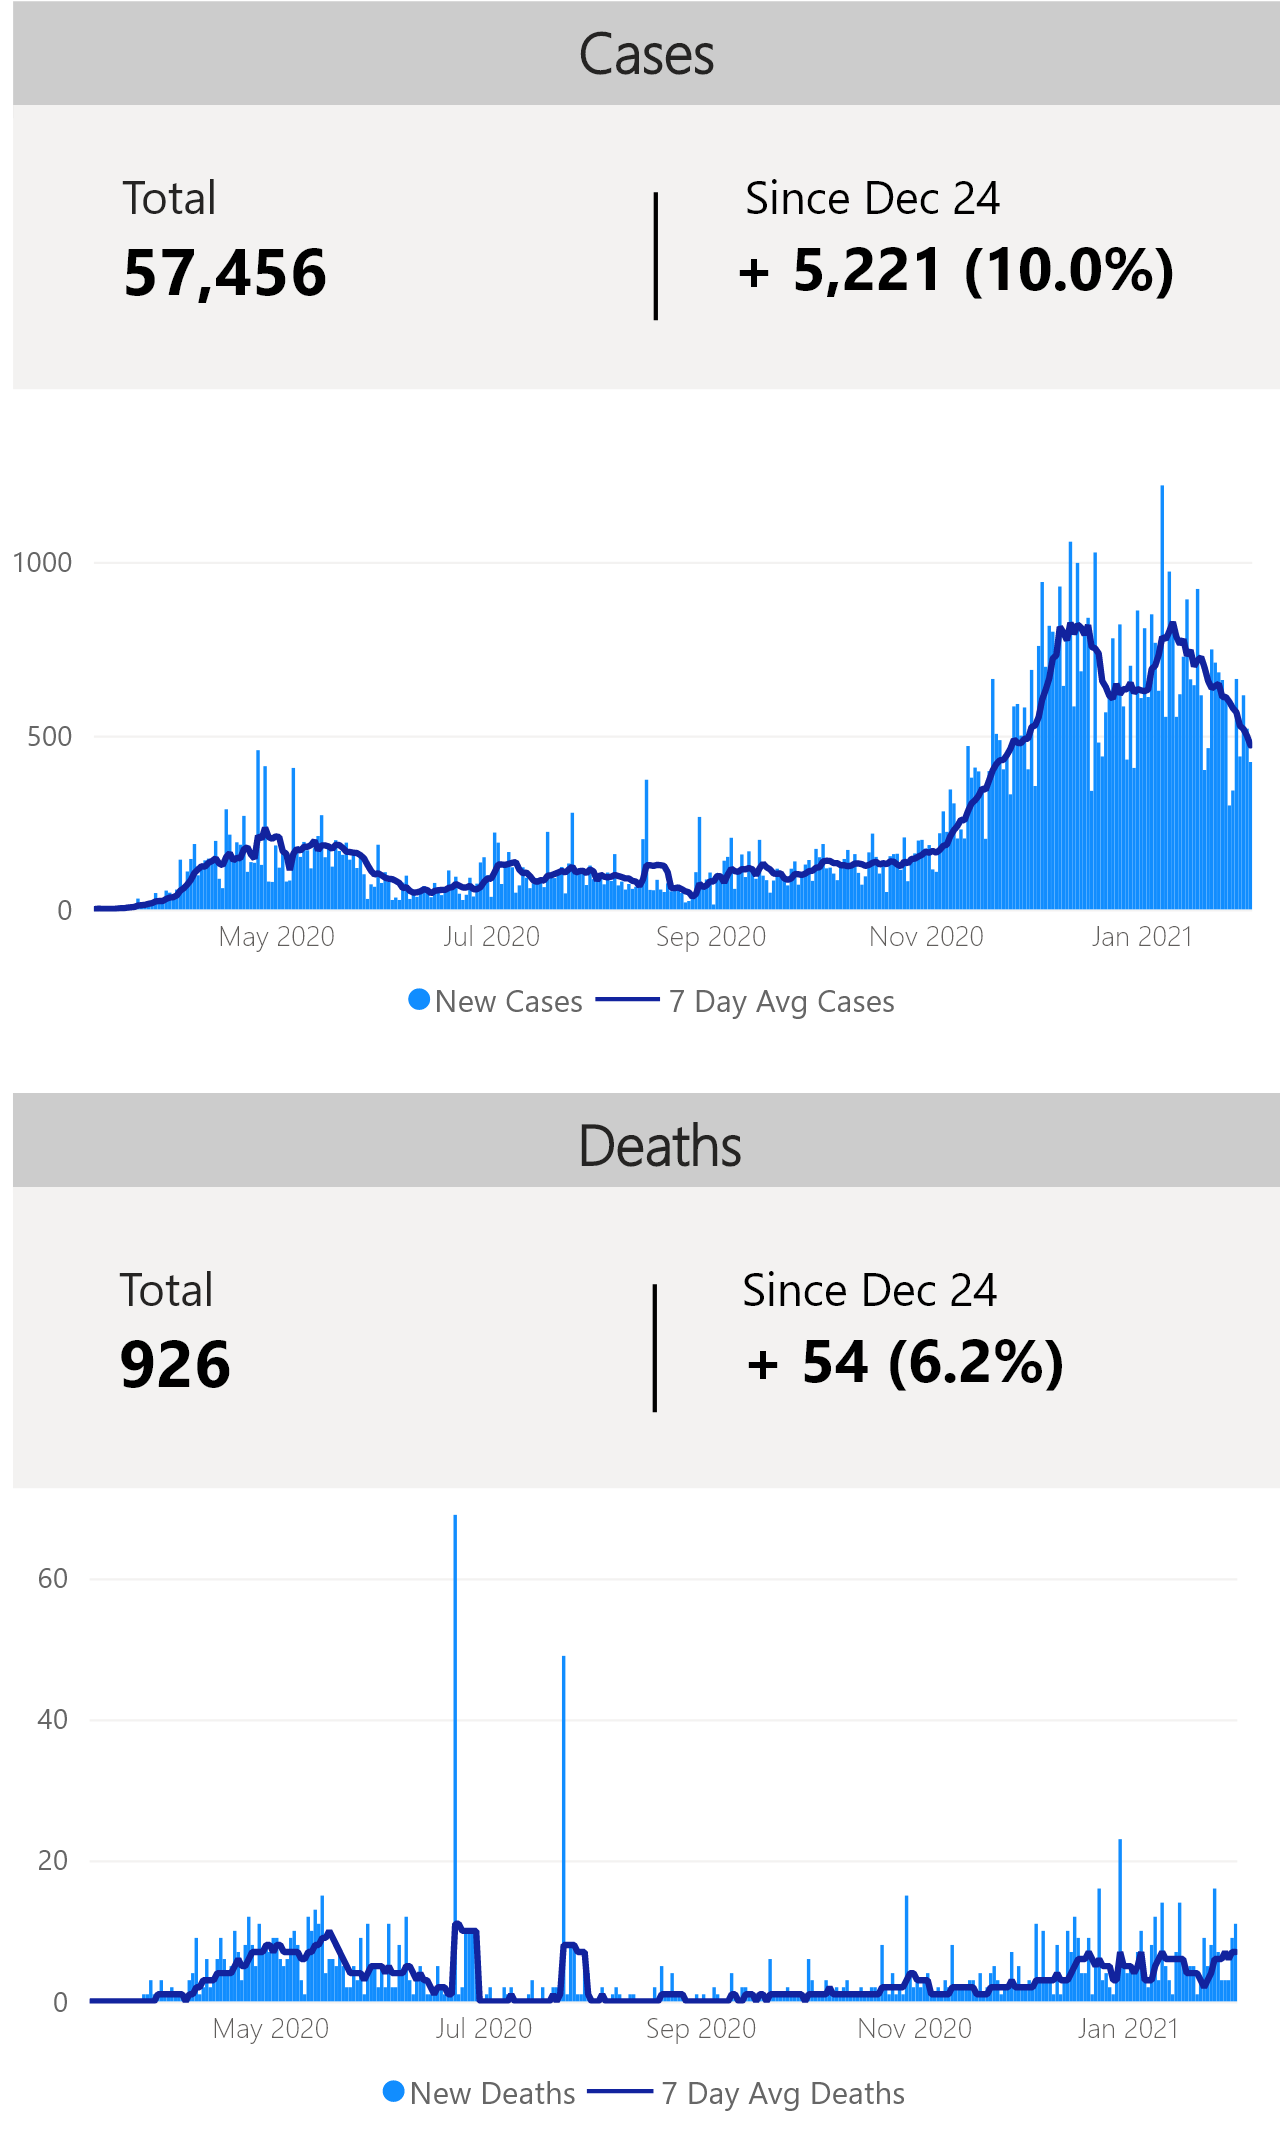 Cases
Total
Since Dec 24
57,456
+ 5,221 (10.0%)
1000
500
0
May 2020
Jul 2020
Sep 2020
Nov 2020
Jan 2021
New Cases
7 Day Avg Cases
Deaths
Total
Since Dec 24
926
+ 54 (6.2%)
60
40
20
0
May 2020
Jul 2020
Sep 2020
Nov 2020
Jan 2021
New Deaths
7 Day Avg Deaths